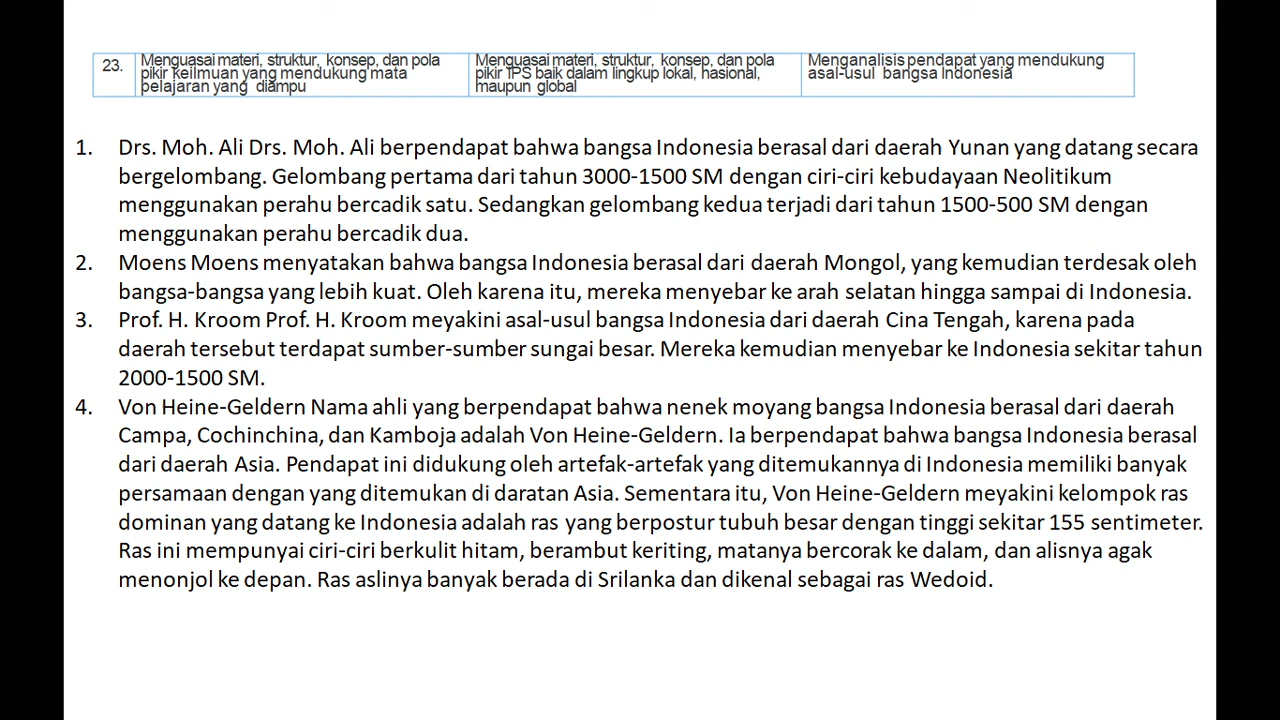 23.
Menguasai materi, struktur, konsep, dan pola
pikir keilmuan yang mendukung mata
pelajaran yang diampu
Menguasai materi, struktur, konsep, dan pola
pikir IPS baik dalam lingkup lokal, nasional,
maupun global
Menganalisis pendapat yang mendukung
asal-usul bangsa Indonesia
1. Drs. Moh. Ali Drs. Moh. Ali berpendapat bahwa bangsa Indonesia berasal dari daerah Yunan yang datang secara
bergelombang. Gelombang pertama dari tahun 3000-1500 SM dengan ciri-ciri kebudayaan Neolitikum
menggunakan perahu bercadik satu. Sedangkan gelombang kedua terjadi dari tahun 1500-500 SM dengan
menggunakan perahu bercadik dua.
2. Moens Moens menyatakan bahwa bangsa Indonesia berasal dari daerah Mongol, yang kemudian terdesak oleh
bangsa-bangsa yang lebih kuat. Oleh karena itu, mereka menyebar ke arah selatan hingga sampai di Indonesia.
3. Prof. H. Kroom Prof. H. Kroom meyakini asal-usul bangsa Indonesia dari daerah Cina Tengah, karena pada
daerah tersebut terdapat sumber-sumber sungai besar. Mereka kemudian menyebar ke Indonesia sekitar tahun
2000-1500 SM.
4. Von Heine-Geldern Nama ahli yang berpendapat bahwa nenek moyang bangsa Indonesia berasal dari daerah
Campa, Cochinchina, dan Kamboja adalah Von Heine-Geldern. Ia berpendapat bahwa bangsa Indonesia berasal
dari daerah Asia. Pendapat ini didukung oleh artefak-artefak yang ditemukannya di Indonesia memiliki banyak
persamaan dengan yang ditemukan di daratan Asia. Sementara itu, Von Heine-Geldern meyakini kelompok ras
dominan yang datang ke Indonesia adalah ras yang berpostur tubuh besar dengan tinggi sekitar 155 sentimeter.
Ras ini mempunyai ciri-ciri berkulit hitam, berambut keriting, matanya bercorak ke dalam, dan alisnya agak
menonjol ke depan. Ras aslinya banyak berada di Srilanka dan dikenal sebagai ras Wedoid.